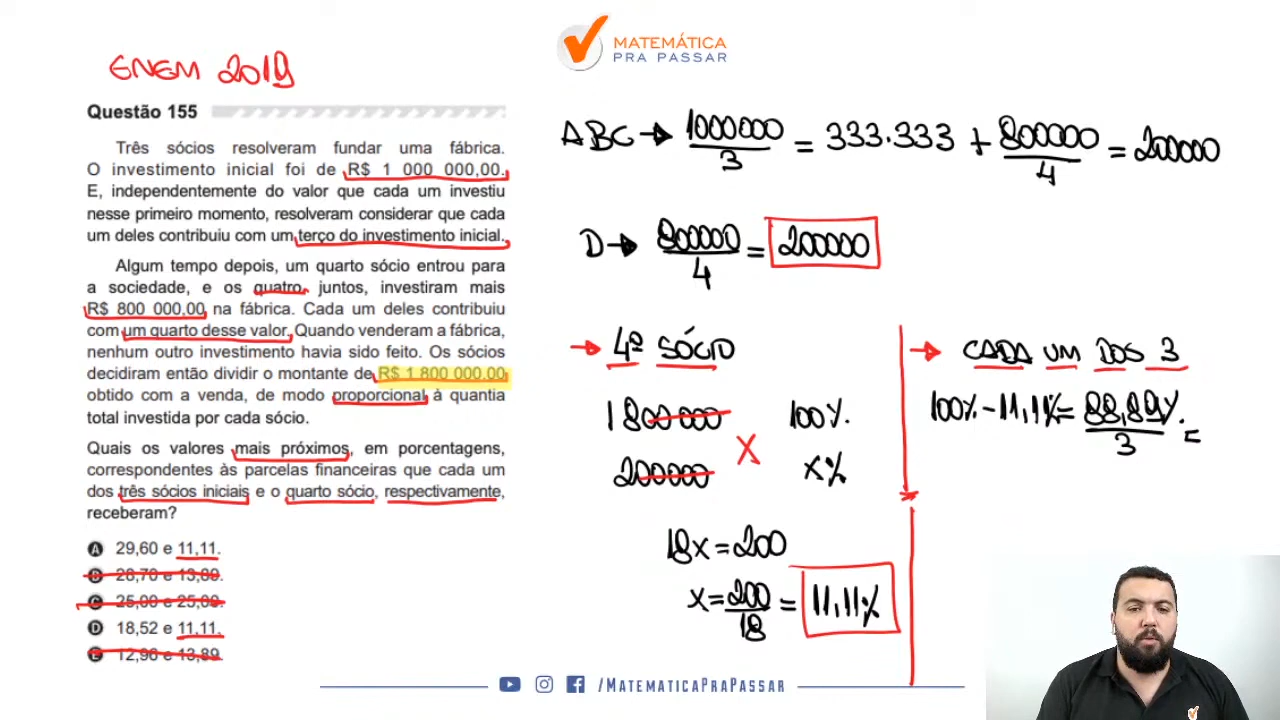 MATEMÁTICA
PRA PASSAR
ENEM 2019
Questão 155
Três sócios resolveram fundar uma fábrica.
O investimento inicial foi de R$ 1 000 000,00.
E, independentemente do valor que cada um investiu
nesse primeiro momento, resolveram considerar que cada
um deles contribuiu com um terço do investimento inicial.
Algum tempo depois, um quarto sócio entrou para
a sociedade, e os quatro, juntos, investiram mais
R$ 800 000,00 na fábrica. Cada um deles contribuiu
com um quarto desse valor. Quando venderam a fábrica,
nenhum outro investimento havia sido feito. Os sócios
decidiram então dividir o montante de R$ 1 800 000,00
obtido com a venda, de modo proporcional à quantia
total investida por cada sócio.
Quais os valores mais próximos, em porcentagens,
correspondentes às parcelas financeiras que cada um
dos três sócios iniciais e o quarto sócio, respectivamente,
receberam?
A 29,60 e 11,11.
B 28,70 e 13,89.
C 25,00 e 25,00.
D 18,52 e 11,11.
E 12,96 e 13,89
ABC → 1000000/3 = 333.333 + 800000/4 = 200000
D → 800000/4 = 200000
→ 4º SÓCIO
1800000 100%
200000 X%
X
18X = 200
X = 200/18 = 11,11%
→ CADA UM DOS 3
100% - 11,11% = 88,89%/3 =
/MATEMATICAPRAPASSAR